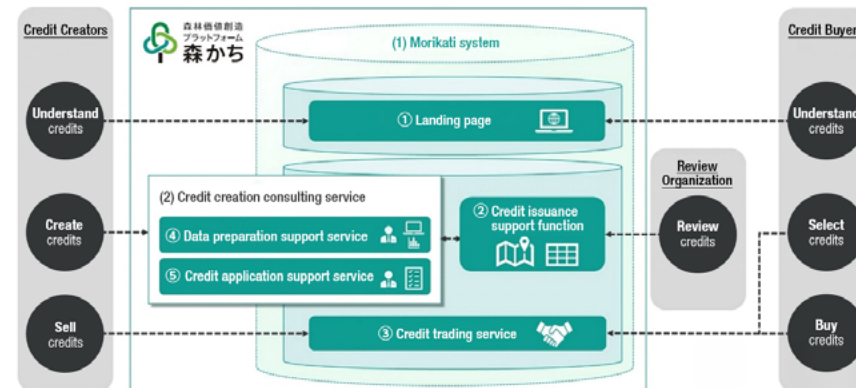 Credit Creators
Understand
credits
Create
credits
Sell
credits
森林価値創造
プラットフォーム
森かち
(1) Morikati system
① Landing page
(2) Credit creation consulting service
④ Data preparation support service
⑤ Credit application support service
② Credit issuance
support function
③ Credit trading service
Review
Organization
Review
credits
Credit Buyer
Understand
credits
Select
credits
Buy
credits